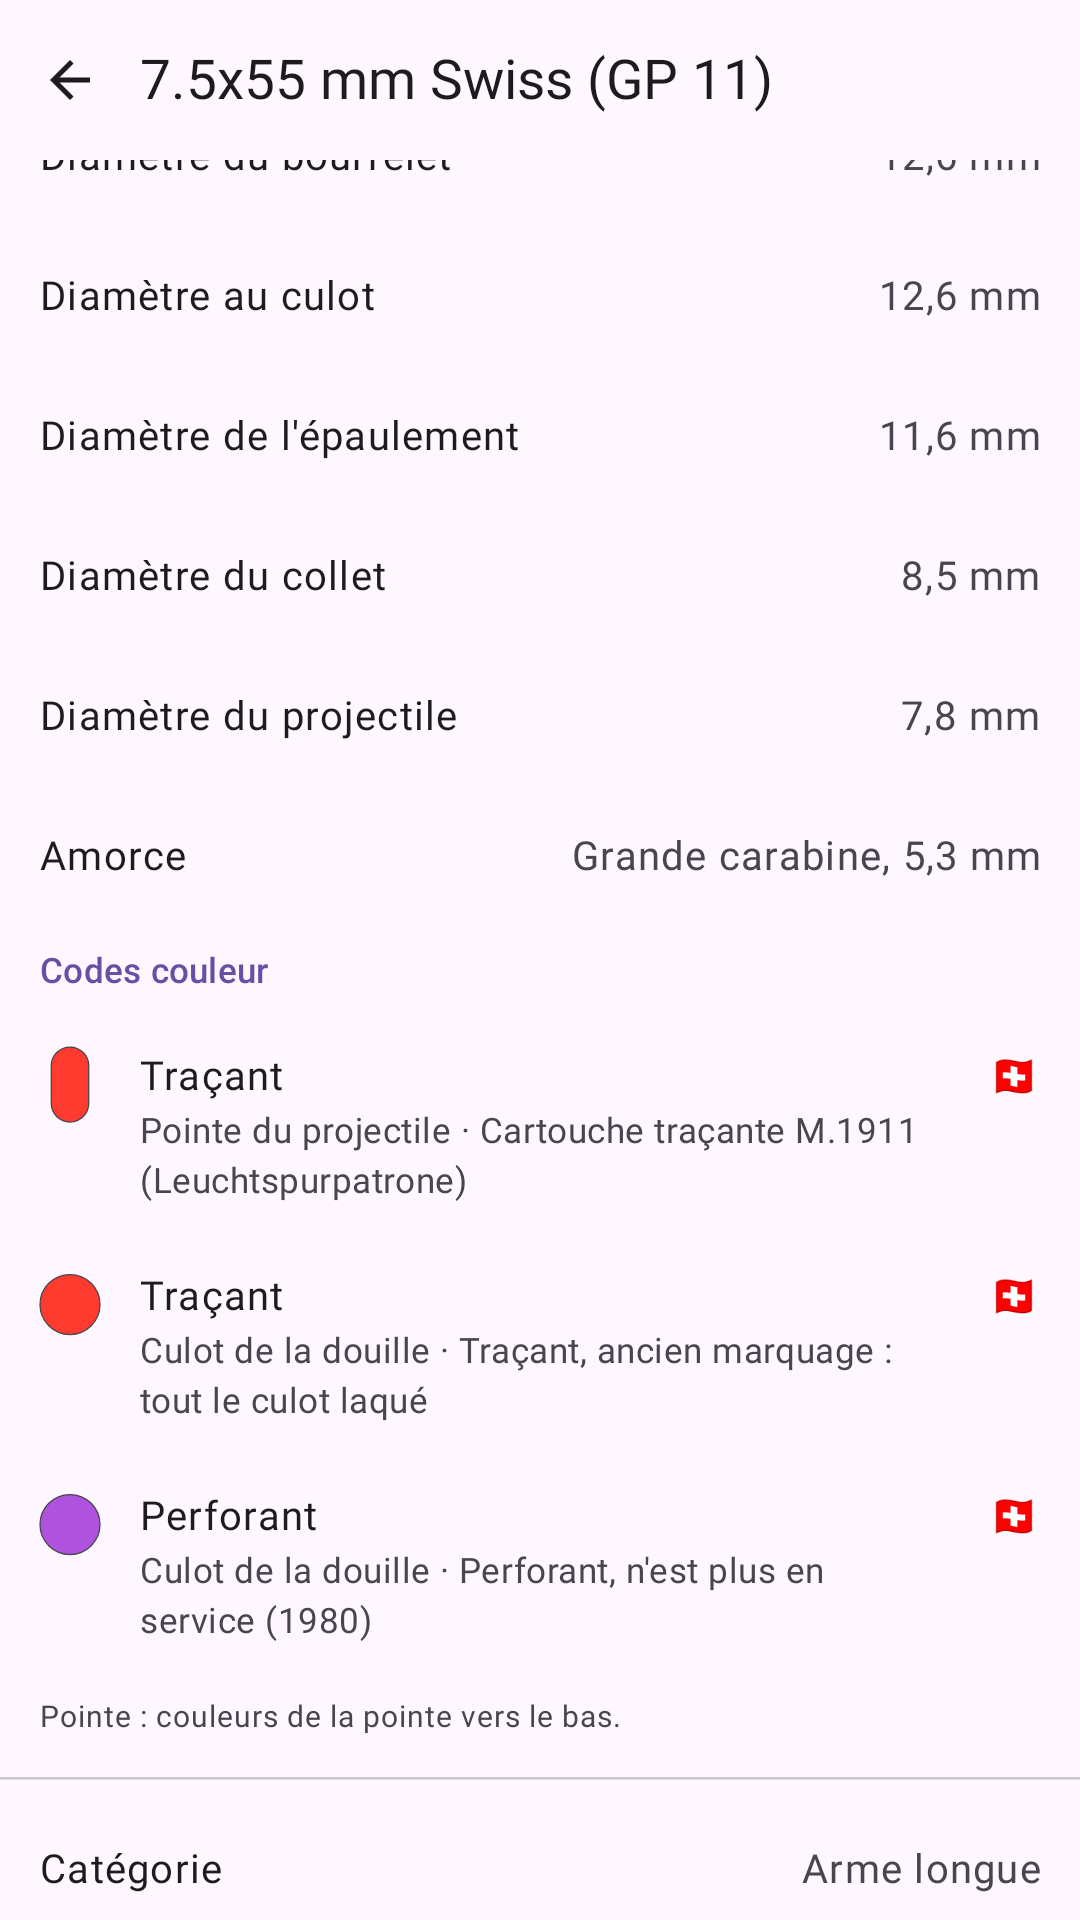 7.5x55 mm Swiss (GP 11)
Diamètre du bourrelet
Diamètre au culot 12,6 mm
Diamètre de l'épaulement 11,6 mm
Diamètre du collet 8,5 mm
Diamètre du projectile 7,8 mm
Amorce Grande carabine, 5,3 mm
Codes couleur
Traçant
Pointe du projectile · Cartouche traçante M.1911
(Leuchtspurpatrone)
Traçant
Culot de la douille · Traçant, ancien marquage :
tout le culot laqué
Perforant
Culot de la douille · Perforant, n'est plus en
service (1980)
Pointe : couleurs de la pointe vers le bas.
Catégorie Arme longue